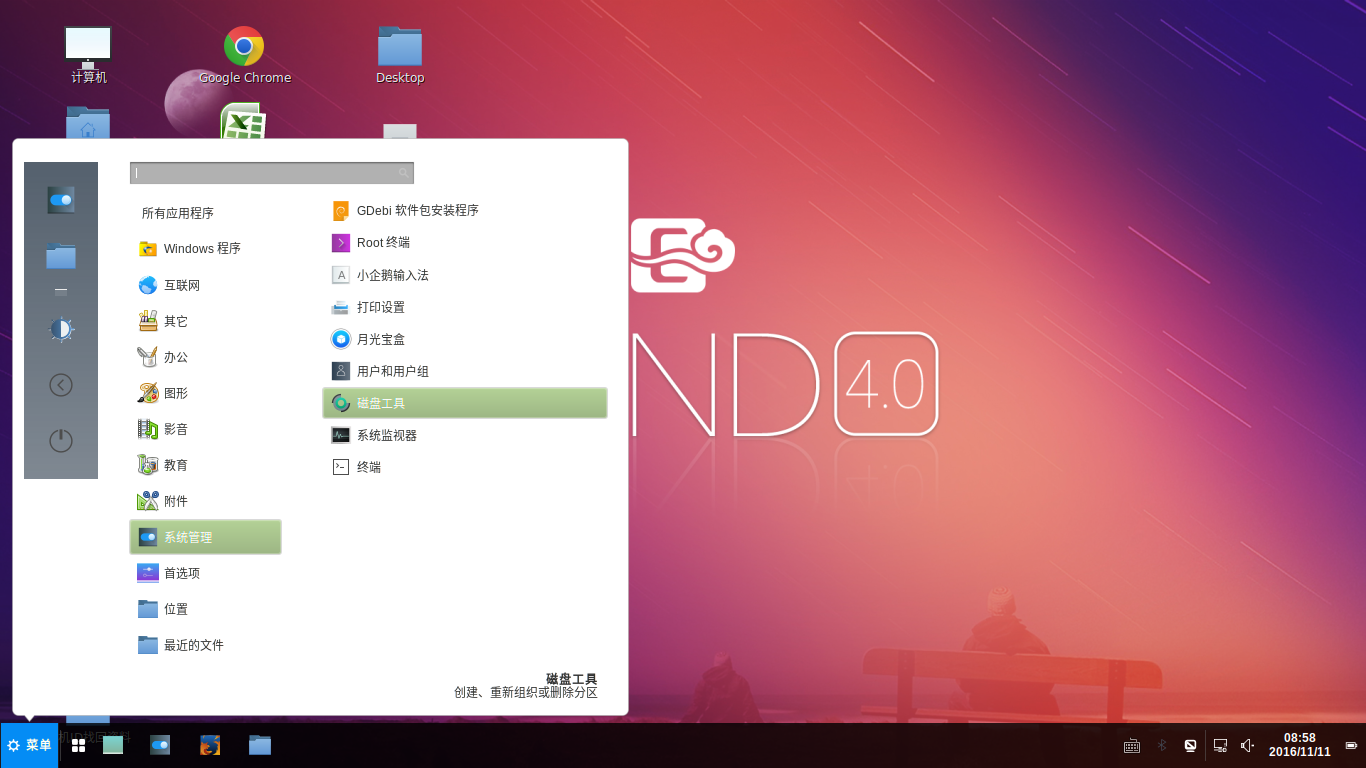 计算机
Google Chrome
Desktop
所有应用程序
Windows 程序
互联网
其它
办公
图形
影音
教育
附件
系统管理
首选项
位置
最近的文件
GDebi 软件包安装程序
Root 终端
小企鹅输入法
打印设置
月光宝盒
用户和用户组
磁盘工具
系统监视器
终端
磁盘工具
创建、重新组织或删除分区
ND 4.0
菜单
08:58
2016/11/11